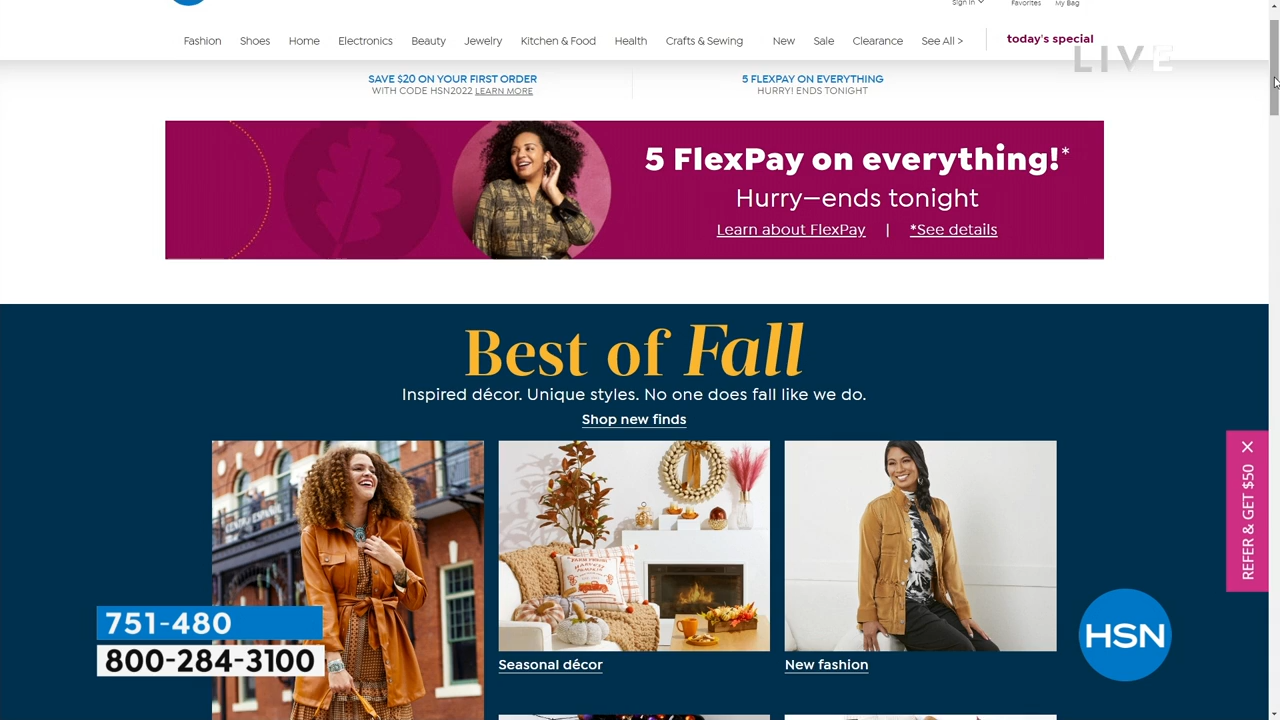 Sign In
Favorites
My Bag
Fashion
Shoes
Home
Electronics
Beauty
Jewelry
Kitchen & Food
Health
Crafts & Sewing
New
Sale
Clearance
See All >
today's special
LIVE
SAVE $20 ON YOUR FIRST ORDER
WITH CODE HSN2022 LEARN MORE
5 FLEXPAY ON EVERYTHING
HURRY! ENDS TONIGHT
5 FlexPay on everything!*
Hurry—ends tonight
Learn about FlexPay | *See details
Best of Fall
Inspired décor. Unique styles. No one does fall like we do.
Shop new finds
REFER & GET $50
Seasonal décor
New fashion
751-480
800-284-3100
HSN